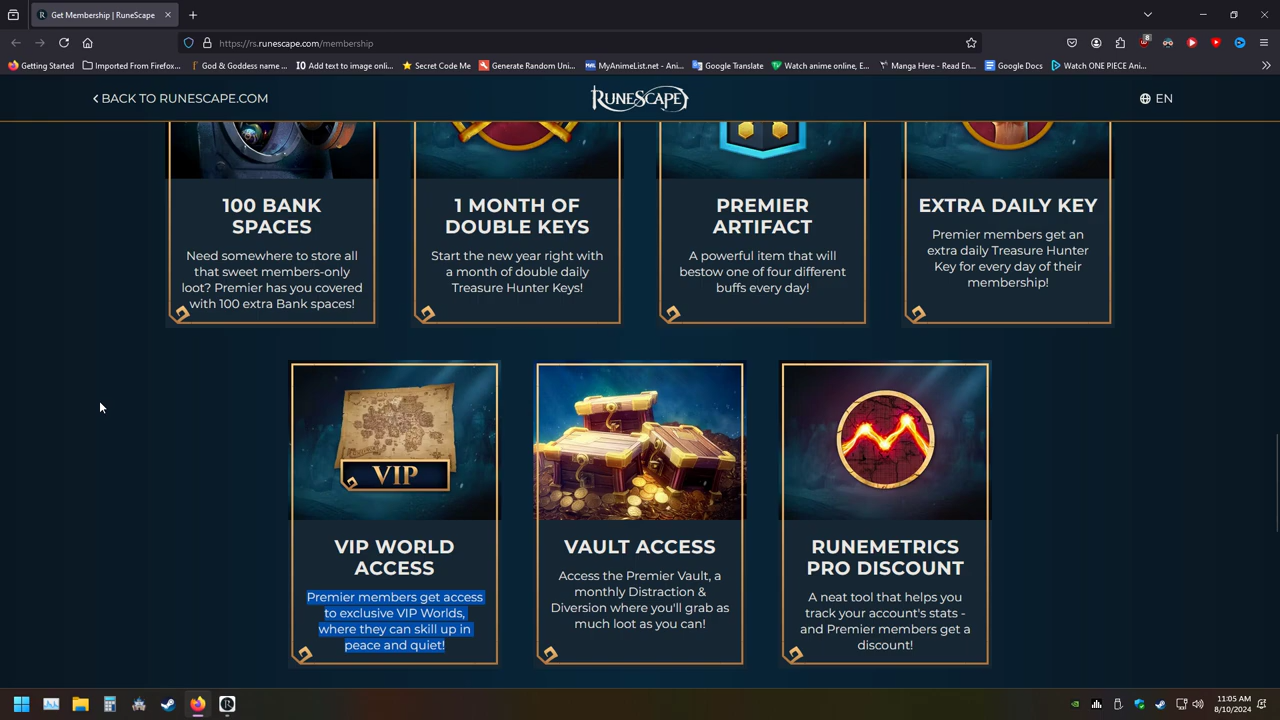 Get Membership | RuneScape
https://rs.runescape.com/membership
8
Getting Started
Imported From Firefox...
God & Goddess name ...
Add text to image onli...
Secret Code Me
Generate Random Uni...
MyAnimeList.net - Ani...
Google Translate
Watch anime online, E...
Manga Here - Read En...
Google Docs
Watch ONE PIECE Ani...
BACK TO RUNESCAPE.COM
RUNESCAPE
EN
100 BANK
SPACES
Need somewhere to store all
that sweet members-only
loot? Premier has you covered
with 100 extra Bank spaces!
1 MONTH OF
DOUBLE KEYS
Start the new year right with
a month of double daily
Treasure Hunter Keys!
PREMIER
ARTIFACT
A powerful item that will
bestow one of four different
buffs every day!
EXTRA DAILY KEY
Premier members get an
extra daily Treasure Hunter
Key for every day of their
membership!
VIP
VIP WORLD
ACCESS
Premier members get access
to exclusive VIP Worlds,
where they can skill up in
peace and quiet!
VAULT ACCESS
Access the Premier Vault, a
monthly Distraction &
Diversion where you'll grab as
much loot as you can!
RUNEMETRICS
PRO DISCOUNT
A neat tool that helps you
track your account's stats -
and Premier members get a
discount!
11:05 AM
8/10/2024